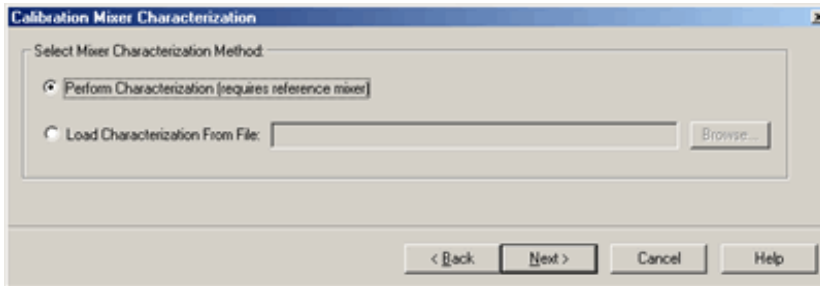 Calibration Mixer Characterization
Select Mixer Characterization Method:
Perform Characterization (requires reference mixer)
Load Characterization From File:
Browse...
< Back
Next >
Cancel
Help